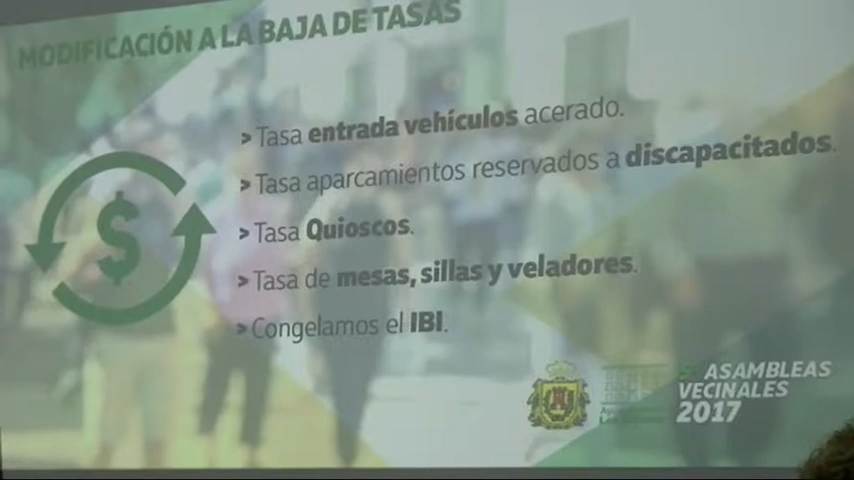 MODIFICACIÓN A LA BAJA DE TASAS
> Tasa entrada vehículos acerado.
> Tasa aparcamientos reservados a discapacitados.
> Tasa Quioscos.
> Tasa de mesas, sillas y veladores.
> Congelamos el IBI.
$
ASAMBLEAS
VECINALES
2017